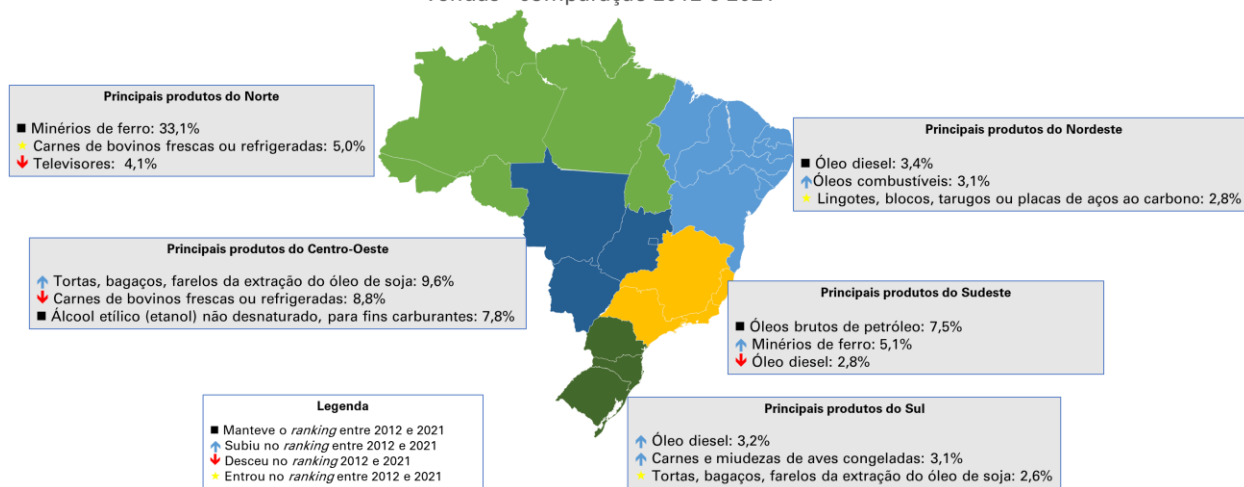 Vendas - comparação 2012 e 2021
Principais produtos do Norte
Minérios de ferro: 33,1%
Carnes de bovinos frescas ou refrigeradas: 5,0%
Televisores: 4,1%
Principais produtos do Nordeste
Óleo diesel: 3,4%
Óleos combustíveis: 3,1%
Lingotes, blocos, tarugos ou placas de aços ao carbono: 2,8%
Principais produtos do Centro-Oeste
Tortas, bagaços, farelos da extração do óleo de soja: 9,6%
Carnes de bovinos frescas ou refrigeradas: 8,8%
Álcool etílico (etanol) não desnaturado, para fins carburantes: 7,8%
Principais produtos do Sudeste
Óleos brutos de petróleo: 7,5%
Minérios de ferro: 5,1%
Óleo diesel: 2,8%
Legenda
Manteve o ranking entre 2012 e 2021
Subiu no ranking entre 2012 e 2021
Desceu no ranking 2012 e 2021
Entrou no ranking entre 2012 e 2021
Principais produtos do Sul
Óleo diesel: 3,2%
Carnes e miudezas de aves congeladas: 3,1%
Tortas, bagaços, farelos da extração do óleo de soja: 2,6%